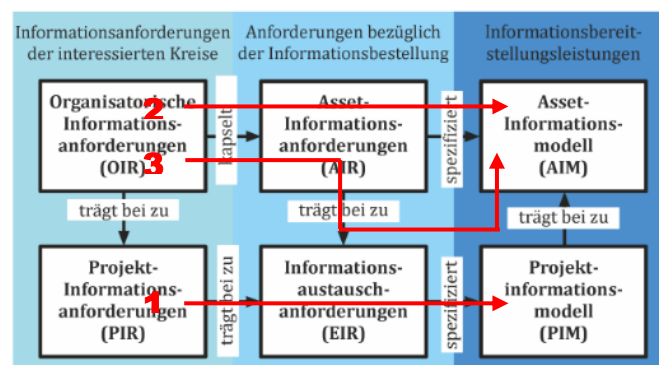 Informationsanforderungen
der interessierten Kreise
Anforderungen bezüglich
der Informationsbestellung
Informationsbereit-
stellungsleistungen
Organisatorische
Informations-
anforderungen
(OIR)
2
3
kapselt
Asset-
Informations-
anforderungen
(AIR)
spezifiziert
Asset-
Informations-
modell
(AIM)
trägt bei zu
trägt bei zu
trägt bei zu
Projekt-
Informations-
anforderungen
(PIR)
1
trägt bei zu
Informations-
austausch-
anforderungen
(EIR)
spezifiziert
Projekt-
informations-
modell
(PIM)